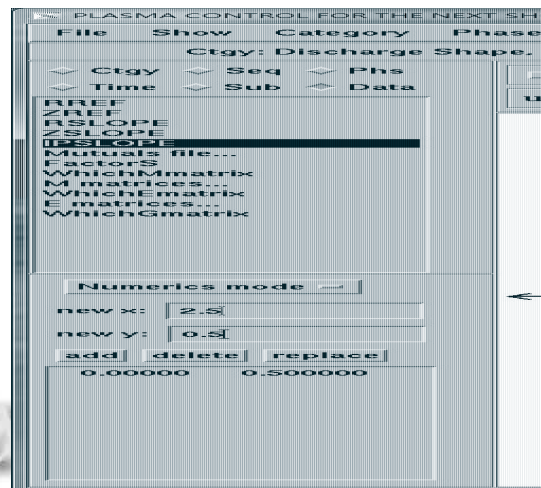 PLASMA CONTROL FOR THE NEXT SH
File Show Category Phase
Ctgy: Discharge Shape,
Ctgy Seq Phs
Time Sub Data
RREF
ZREF
RSLOPE
ZSLOPE
IPSLOPE
Mutuals file...
FactorS
WhichMmatrix
M matrices...
WhichEmatrix
E matrices...
WhichGmatrix
Numerics mode
new x: 2.5
new y: 0.5
add delete replace
0.00000 0.500000